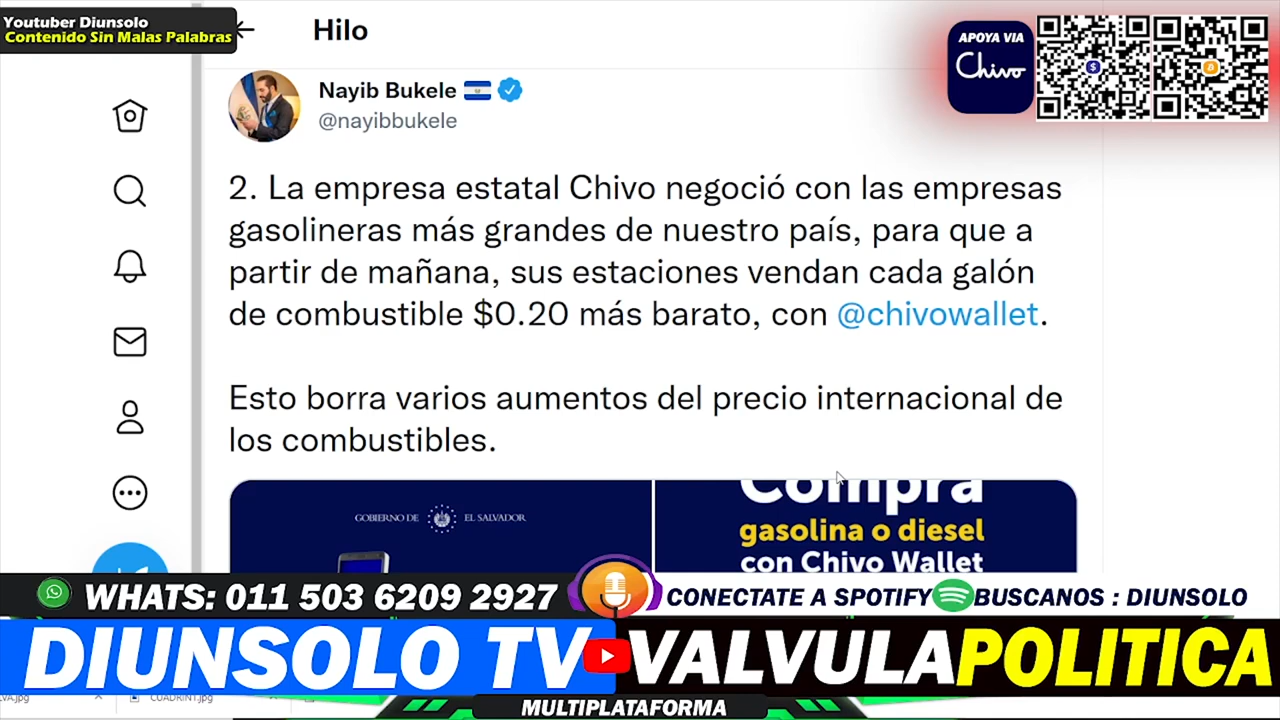 Youtuber Diunsolo
Contenido Sin Malas Palabras
Hilo
APOYA VIA
Chivo
Nayib Bukele
@nayibbukele
2. La empresa estatal Chivo negoció con las empresas
gasolineras más grandes de nuestro país, para que a
partir de mañana, sus estaciones vendan cada galón
de combustible $0.20 más barato, con @chivowallet.
Esto borra varios aumentos del precio internacional de
los combustibles.
GOBIERNO DE EL SALVADOR
Compra
gasolina o diesel
con Chivo Wallet
WHATS: 011 503 6209 2927
CONECTATE A SPOTIFY BUSCANOS : DIUNSOLO
DIUNSOLO TV VALVULA POLITICA
CUADRINT.jpg
MULTIPLATAFORMA